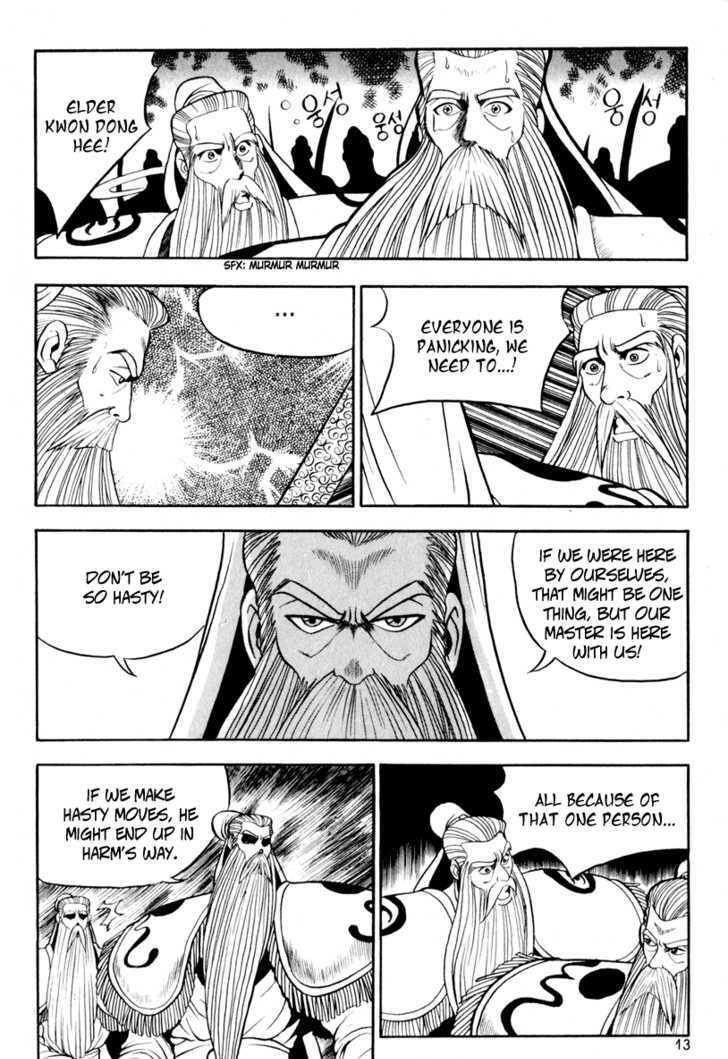 ELDER
KWON DONG
HEE!
웅성
웅성
웅성
SFX: MURMUR MURMUR
...
EVERYONE IS
PANICKING, WE
NEED TO...!
DON'T BE
SO HASTY!
IF WE WERE HERE
BY OURSELVES,
THAT MIGHT BE ONE
THING, BUT OUR
MASTER IS HERE
WITH US!
IF WE MAKE
HASTY MOVES, HE
MIGHT END UP IN
HARM'S WAY.
ALL BECAUSE OF
THAT ONE PERSON...
13